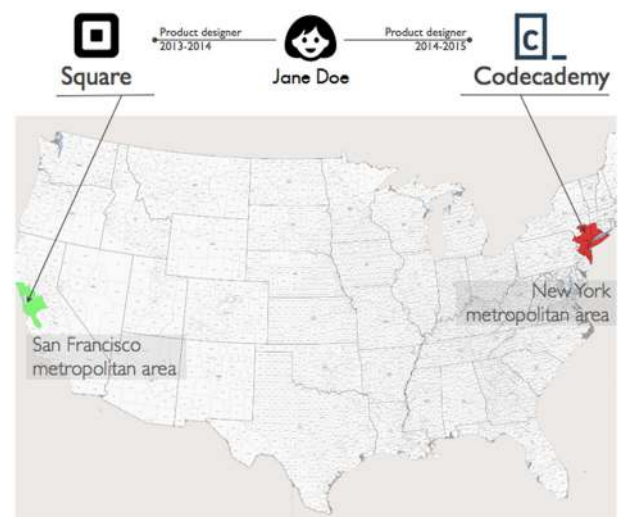 Product designer
2013-2014
Product designer
2014-2015
c_
Square
Jane Doe
Codecademy
New York
metropolitan area
San Francisco
metropolitan area